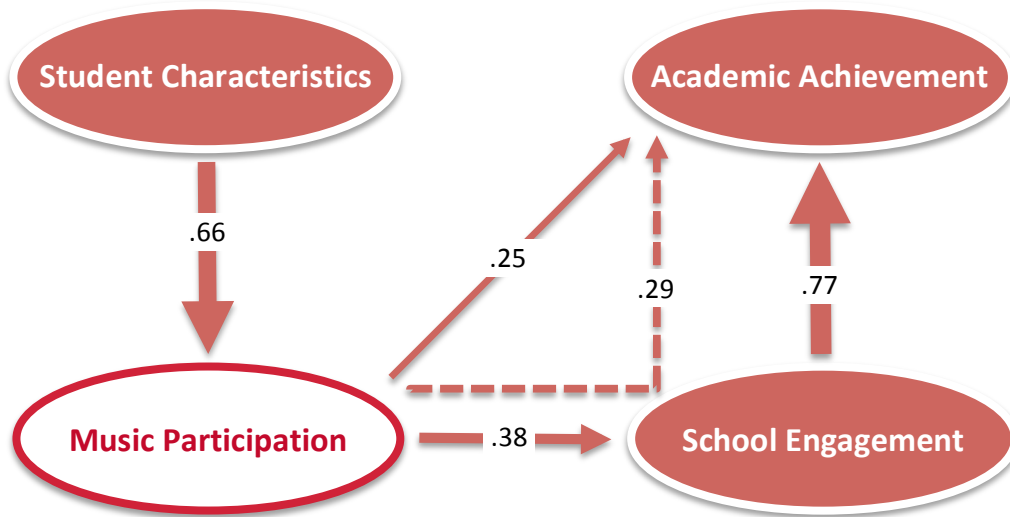 Student Characteristics
Academic Achievement
.66
.25
.29
.77
Music Participation
.38
School Engagement